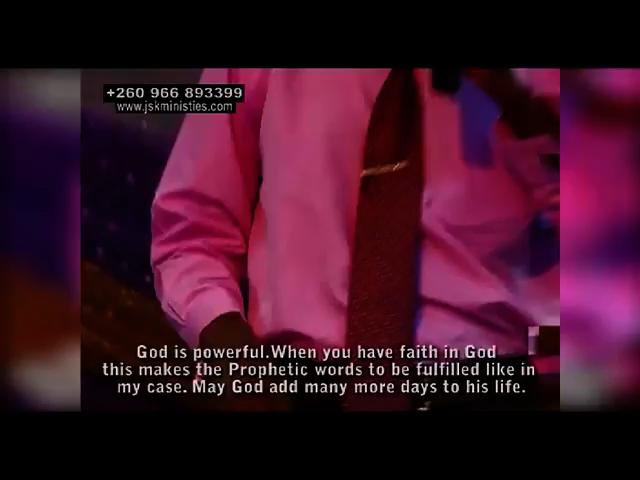 +260 966 893399
www.jskministies.com
God is powerful.When you have faith in God
this makes the Prophetic words to be fulfilled like in
my case. May God add many more days to his life.